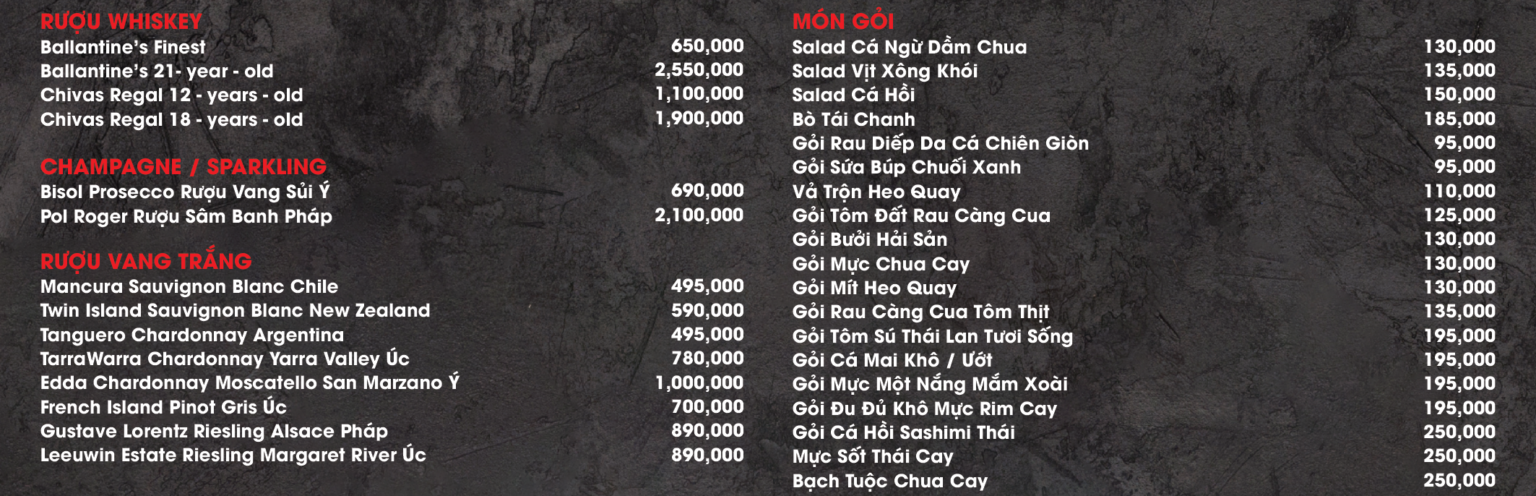 RƯỢU WHISKEY
Ballantine's Finest 650,000
Ballantine's 21- year - old 2,550,000
Chivas Regal 12 - years - old 1,100,000
Chivas Regal 18 - years - old 1,900,000
CHAMPAGNE / SPARKLING
Bisol Prosecco Rượu Vang Sủi Ý 690,000
Pol Roger Rượu Sâm Banh Pháp 2,100,000
RƯỢU VANG TRẮNG
Mancura Sauvignon Blanc Chile 495,000
Twin Island Sauvignon Blanc New Zealand 590,000
Tanguero Chardonnay Argentina 495,000
TarraWarra Chardonnay Yarra Valley Úc 780,000
Edda Chardonnay Moscatello San Marzano Ý 1,000,000
French Island Pinot Gris Úc 700,000
Gustave Lorentz Riesling Alsace Pháp 890,000
Leeuwin Estate Riesling Margaret River Úc 890,000
MÓN GỎI
Salad Cá Ngừ Dầm Chua 130,000
Salad Vịt Xông Khói 135,000
Salad Cá Hồi 150,000
Bò Tái Chanh 185,000
Gỏi Rau Diếp Da Cá Chiên Giòn 95,000
Gỏi Sứa Búp Chuối Xanh 95,000
Vả Trộn Heo Quay 110,000
Gỏi Tôm Đất Rau Càng Cua 125,000
Gỏi Bưởi Hải Sản 130,000
Gỏi Mực Chua Cay 130,000
Gỏi Mít Heo Quay 130,000
Gỏi Rau Càng Cua Tôm Thịt 135,000
Gỏi Tôm Sú Thái Lan Tươi Sống 195,000
Gỏi Cá Mai Khô / Ướt 195,000
Gỏi Mực Một Nắng Mắm Xoài 195,000
Gỏi Đu Đủ Khô Mực Rim Cay 195,000
Gỏi Cá Hồi Sashimi Thái 250,000
Mực Sốt Thái Cay 250,000
Bạch Tuộc Chua Cay 250,000